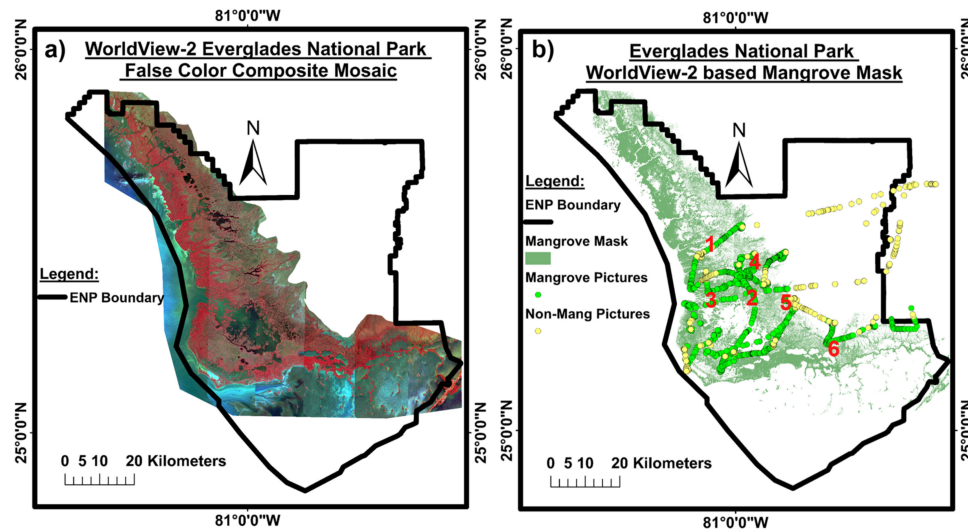 81°0'0"W
81°0'0"W
a)
WorldView-2 Everglades National Park
False Color Composite Mosaic
26°0'0"N
N
Legend:
ENP Boundary
25°0'0"N
0 5 10 20 Kilometers
81°0'0"W
26°0'0"N
25°0'0"N
b)
Everglades National Park
WorldView-2 based Mangrove Mask
26°0'0"N
N
Legend:
ENP Boundary
Mangrove Mask
Mangrove Pictures
Non-Mang Pictures
1
4
3
2
5
6
25°0'0"N
0 5 10 20 Kilometers
81°0'0"W